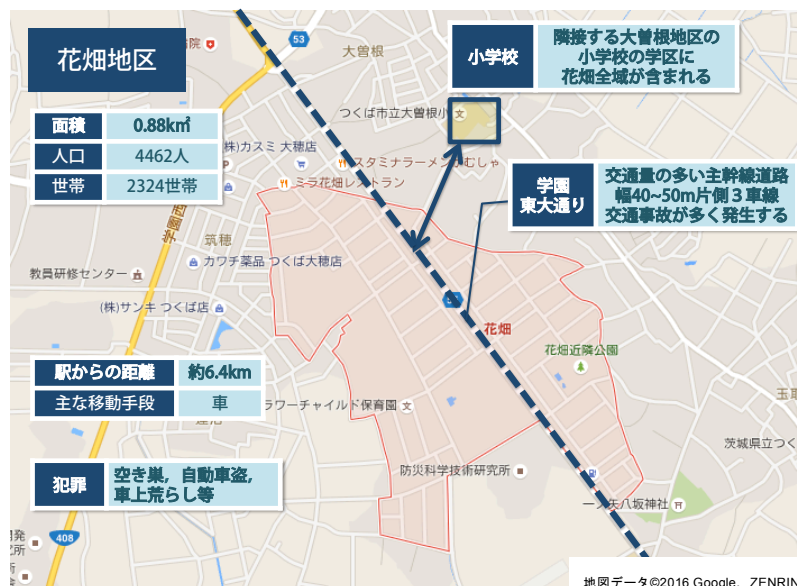 花畑地区
面積 0.88k㎡
人口 4462人
世帯 2324世帯
小学校
隣接する大曽根地区の
小学校の学区に
花畑全域が含まれる
学園
東大通り
交通量の多い主幹線道路
幅40~50m片側３車線
交通事故が多く発生する
駅からの距離 約6.4km
主な移動手段 車
犯罪
空き巣，自動車盗，
車上荒らし等
院
53
大曽根
つくば市立大曽根小
(株)カスミ 大穂店
スタミナラーメン
むしゃ
ミラ花畑レストラン
学園西
筑穂
カワチ薬品 つくば大穂店
教員研修センター
(株)サンキ つくば店
花畑
花畑近隣公園
ラワーチャイルド保育園
玉取
茨城県立つく
防災科学技術研究所
一ノ矢八坂神社
408
地図データ©2016 Google、ZENRIN